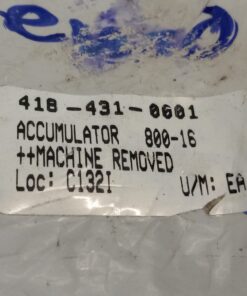 418-431-0601
ACCUMULATOR 800-16
++MACHINE REMOVED
Loc: C132I U/M: EA